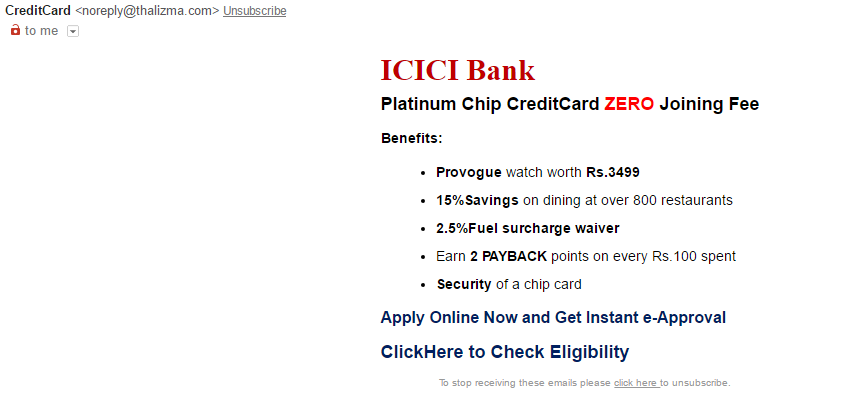 CreditCard <noreply@thalizma.com> Unsubscribe
to me
ICICI Bank
Platinum Chip CreditCard ZERO Joining Fee
Benefits:
• Provogue watch worth Rs.3499
• 15%Savings on dining at over 800 restaurants
• 2.5%Fuel surcharge waiver
• Earn 2 PAYBACK points on every Rs.100 spent
• Security of a chip card
Apply Online Now and Get Instant e-Approval
ClickHere to Check Eligibility
To stop receiving these emails please click here to unsubscribe.